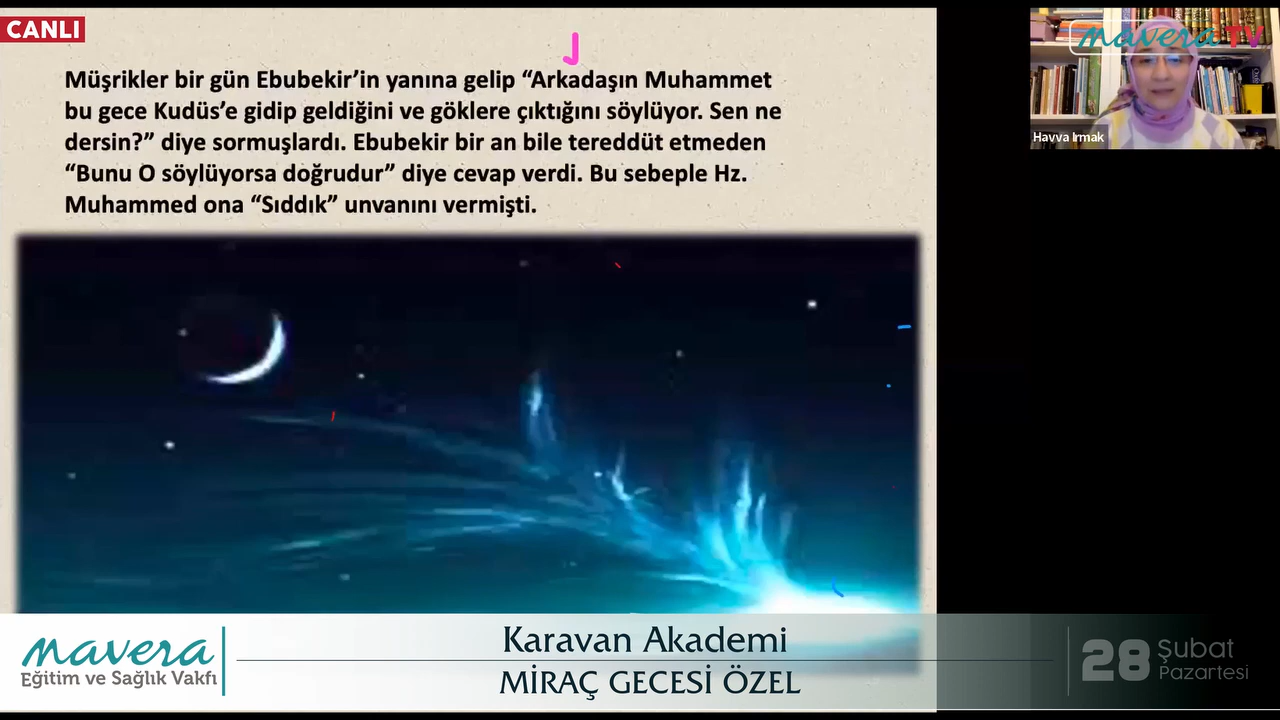 CANLI
Müşrikler bir gün Ebubekir’in yanına gelip “Arkadaşın Muhammet
bu gece Kudüs’e gidip geldiğini ve göklere çıktığını söylüyor. Sen ne
dersin?” diye sormuşlardı. Ebubekir bir an bile tereddüt etmeden
“Bunu O söylüyorsa doğrudur” diye cevap verdi. Bu sebeple Hz.
Muhammed ona “Sıddık” unvanını vermişti.
mavera TV
Havva Irmak
mavera
Eğitim ve Sağlık Vakfı
Karavan Akademi
MİRAÇ GECESİ ÖZEL
28 Şubat
Pazartesi